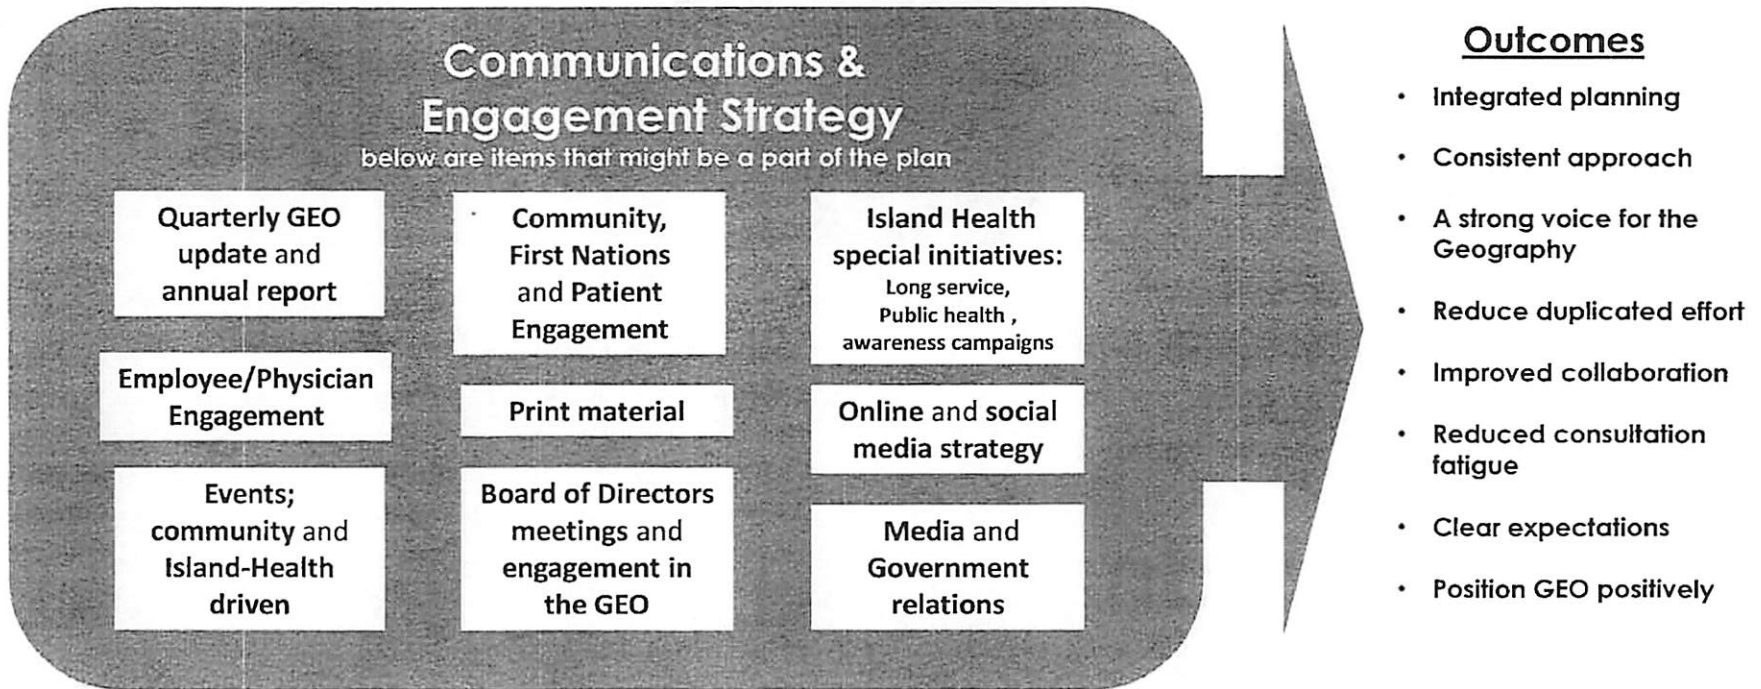 Communications &
Engagement Strategy
below are items that might be a part of the plan
Quarterly GEO
update and
annual report
Community,
First Nations
and Patient
Engagement
Island Health
special initiatives:
Long service,
Public health ,
awareness campaigns
Employee/Physician
Engagement
Print material
Online and social
media strategy
Events;
community and
Island-Health
driven
Board of Directors
meetings and
engagement in
the GEO
Media and
Government
relations
Outcomes
• Integrated planning
• Consistent approach
• A strong voice for the
Geography
• Reduce duplicated effort
• Improved collaboration
• Reduced consultation
fatigue
• Clear expectations
• Position GEO positively